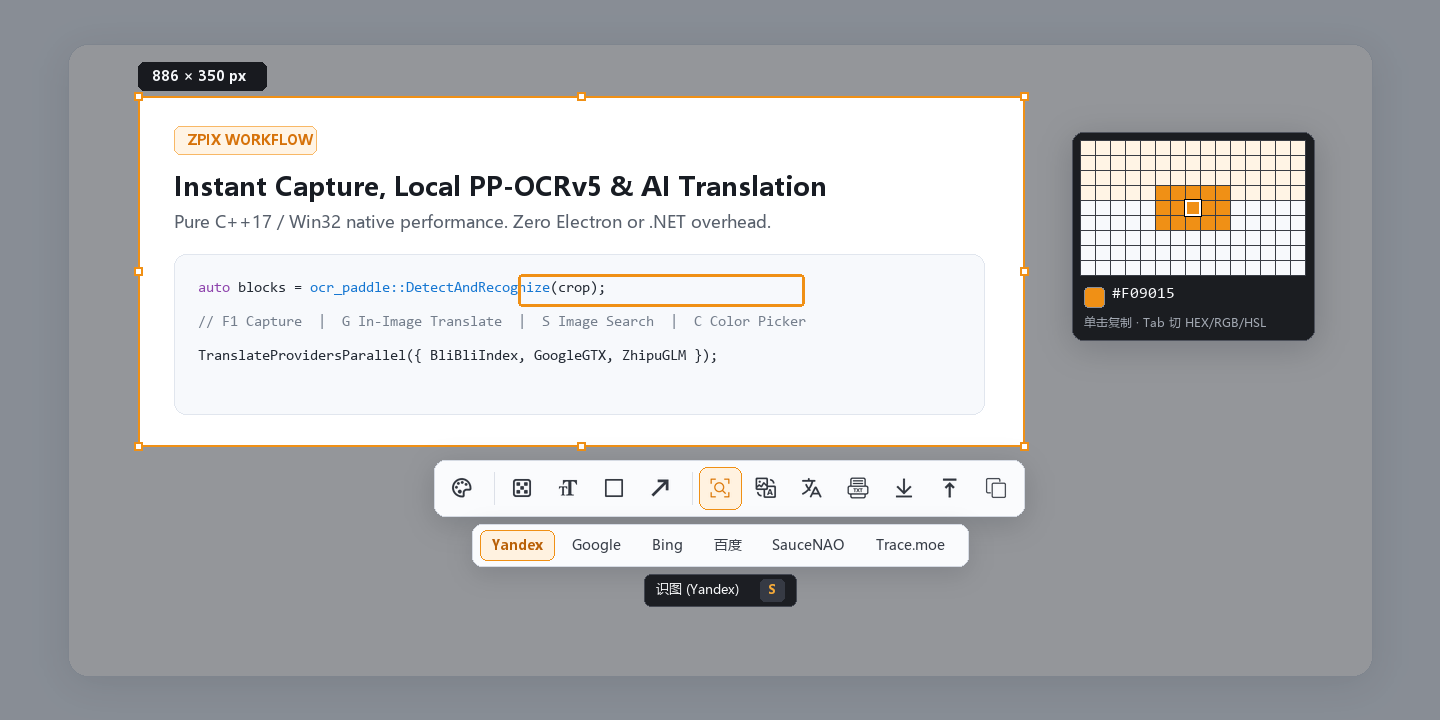 886 × 350 px
ZPIX WORKFLOW
Instant Capture, Local PP-OCRv5 & AI Translation
Pure C++17 / Win32 native performance. Zero Electron or .NET overhead.
auto blocks = ocr_paddle::DetectAndRecognize(crop);
// F1 Capture | G In-Image Translate | S Image Search | C Color Picker
TranslateProvidersParallel({ BliBliIndex, GoogleGTX, ZhipuGLM });
#F09015
单击复制 · Tab 切 HEX/RGB/HSL
TXT
Yandex Google Bing 百度 SauceNAO Trace.moe
识图 (Yandex) S